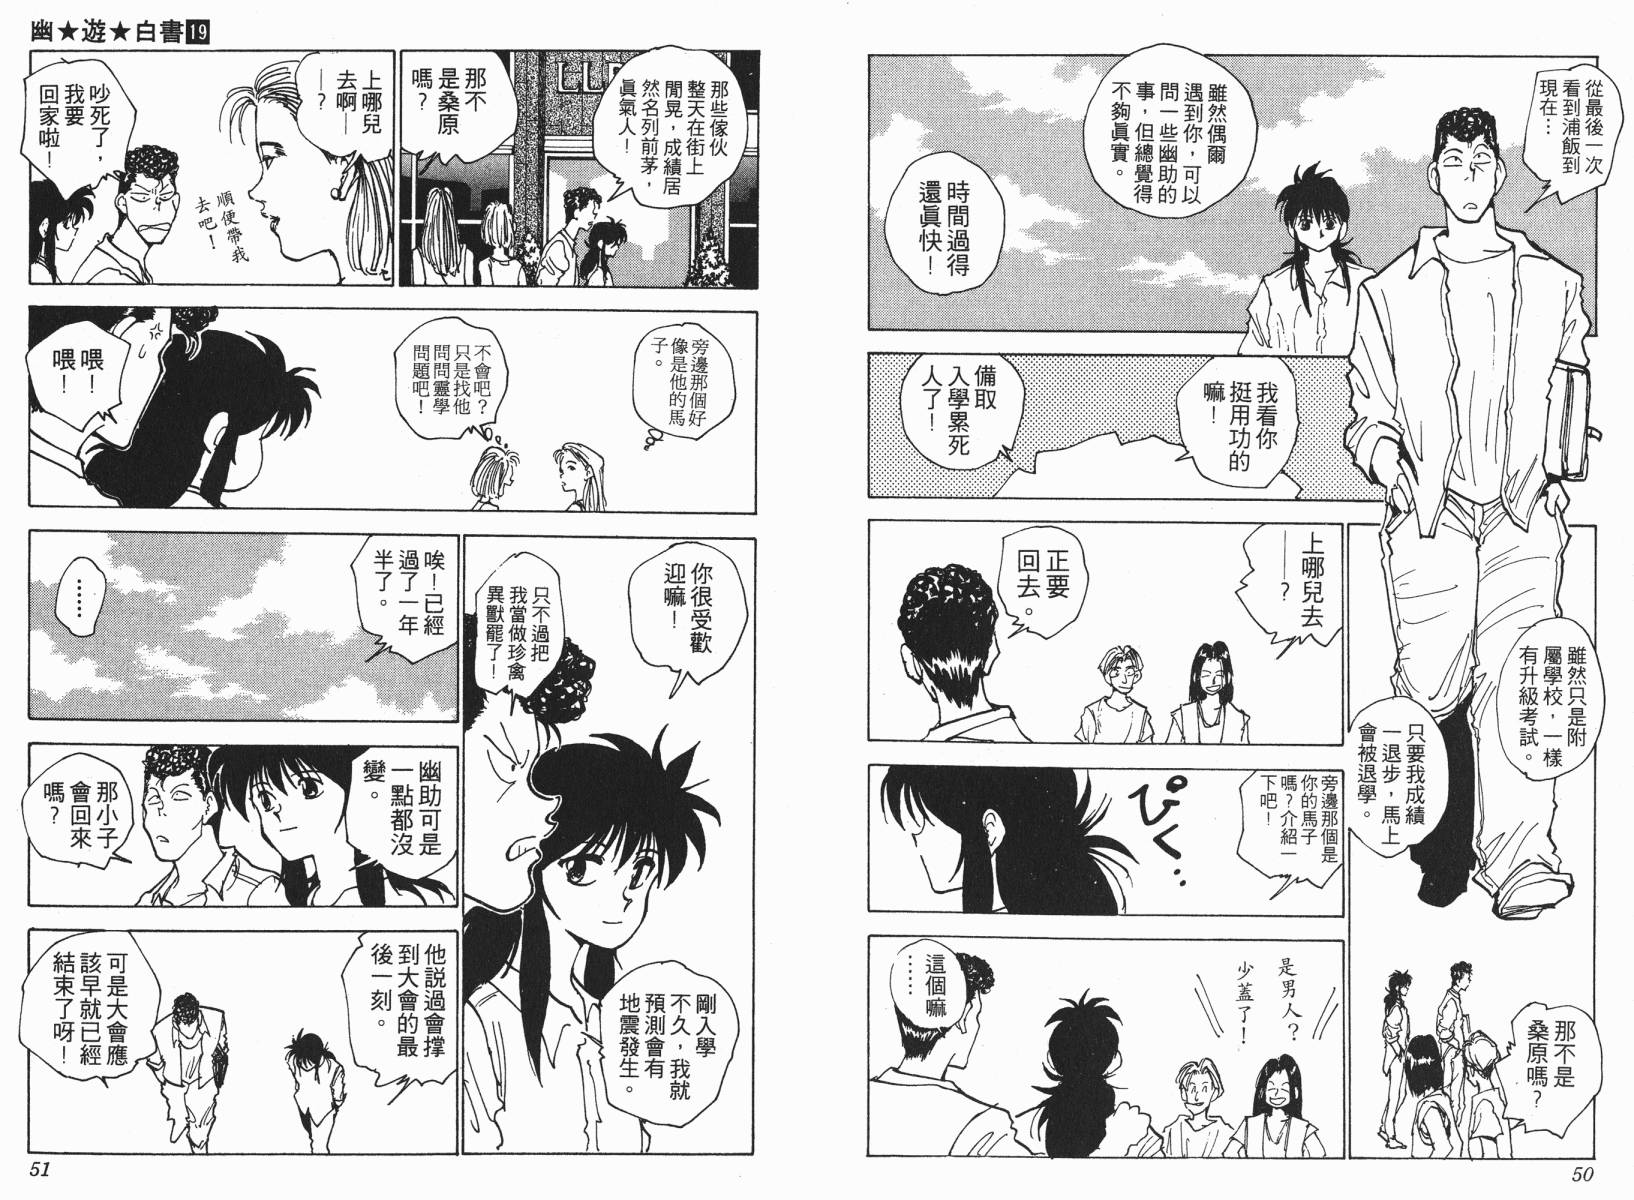 從最後一次
看到浦飯到
現在…
雖然偶爾
遇到你，可以
問一些幽助的
事，但總覺得
不夠眞實。
時間過得
還眞快！
我看你
挺用功的
嘛！
備取
入學累死
人了！
雖然只是附
屬學校，一樣
有升級考試。
只要我成績
一退步，馬上
會被退學。
那不是
桑原嗎？
上哪兒去
——？
正要
回去。
旁邊那個是
你的馬子
嗎？介紹一
下吧！
ぴく…
是男人？
少蓋了！
這個嘛
……
50
幽★遊★白書19
那些傢伙
整天在街上
閒晃，成績居
然名列前茅，
眞氣人！
那不
是桑原
嗎？
上哪兒
去啊—
—？
順便帶我
去吧！
吵死了，
我要
回家啦！
旁邊那個好
像是他的馬
子。
不會吧？
只是找他
問問靈學
問題吧！
喂！
喂！
你很受歡
迎嘛！
只不過把
我當做珍禽
異獸罷了！
剛入學
不久，我就
預測會有
地震發生。
唉！已經
過了一年
半了。
……
幽助可是
一點都沒
變。
那小子
會回來
嗎？
他説過會撐
到大會的最
後一刻。
可是大會應
該早就已經
結束了呀！
51